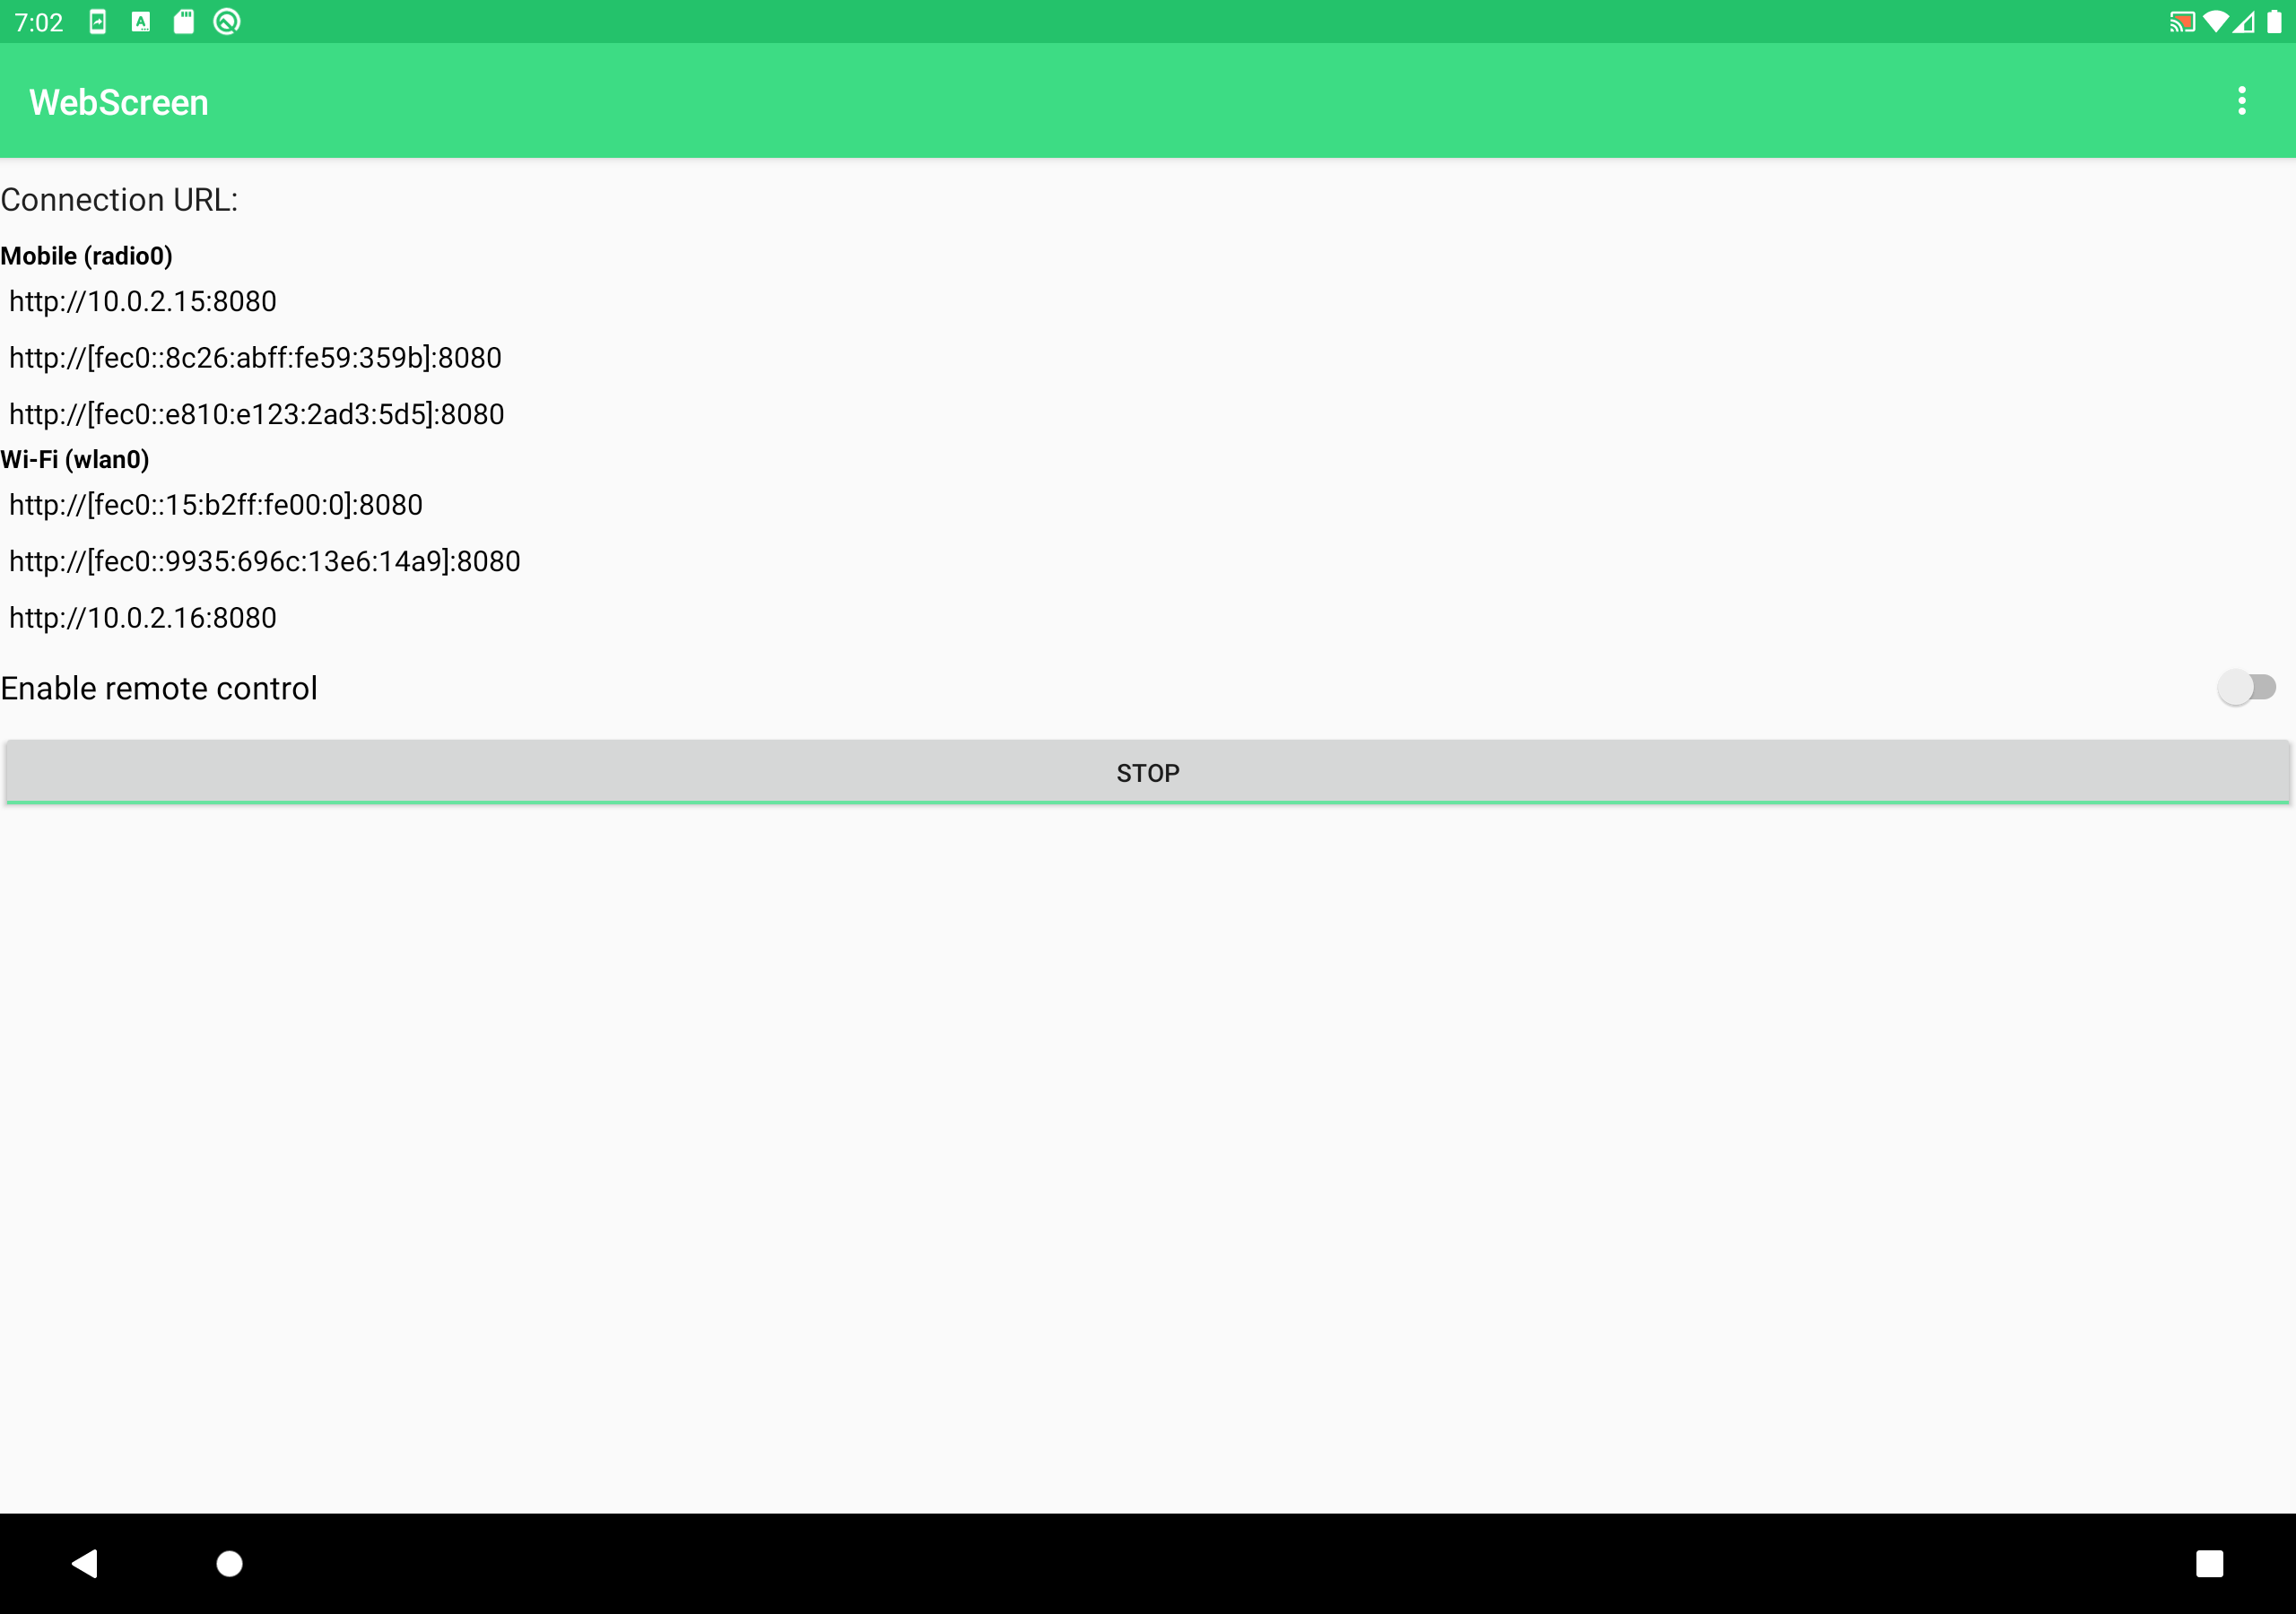 7:02
WebScreen
Connection URL:
Mobile (radio0)
http://10.0.2.15:8080
http://[fec0::8c26:abff:fe59:359b]:8080
http://[fec0::e810:e123:2ad3:5d5]:8080
Wi-Fi (wlan0)
http://[fec0::15:b2ff:fe00:0]:8080
http://[fec0::9935:696c:13e6:14a9]:8080
http://10.0.2.16:8080
Enable remote control
STOP